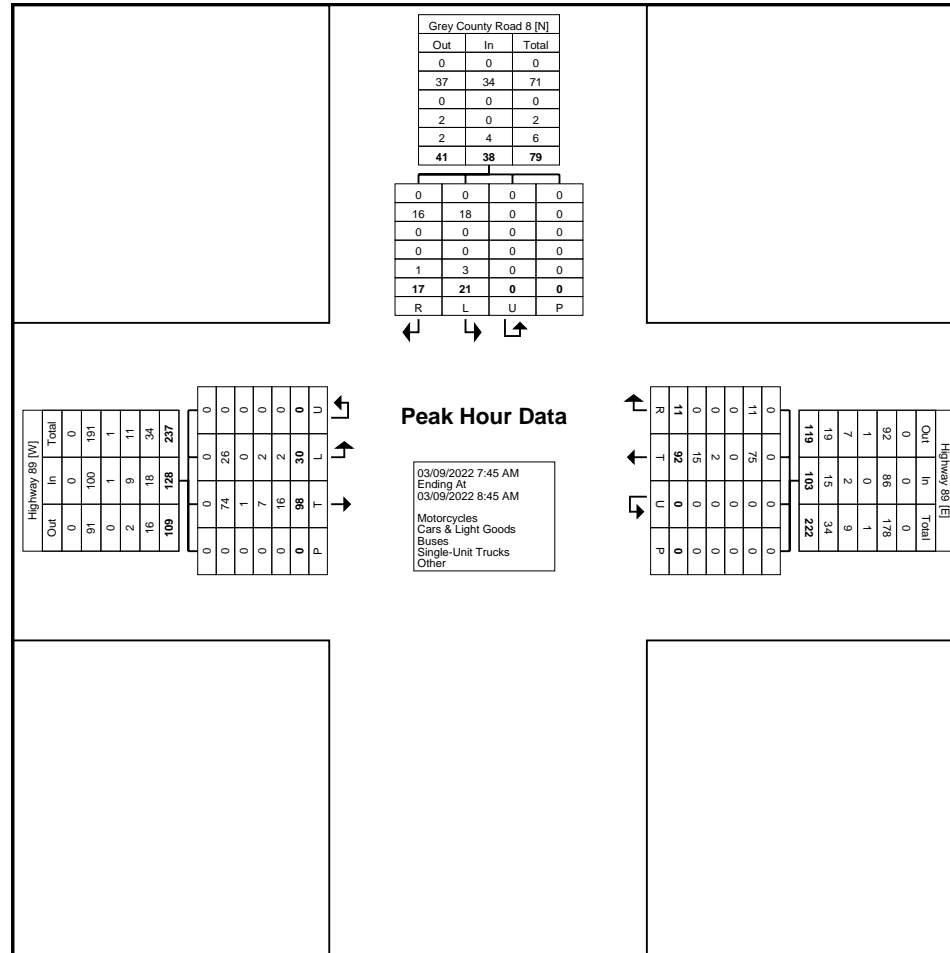 Grey County Road 8 [N]
Out In Total
0 0 0
37 34 71
0 0 0
2 0 2
2 4 6
41 38 79
0 0 0 0
16 18 0 0
0 0 0 0
0 0 0 0
1 3 0 0
17 21 0 0
R L U P
Highway 89 [W]
Total 0 191 1 11 34 237
In 0 100 1 9 18 128
Out 0 91 0 2 16 109
0 0 0 0 0 0 U
0 26 0 2 2 30 L
0 74 1 7 16 98 T
0 0 0 0 0 0 P
Peak Hour Data
03/09/2022 7:45 AM
Ending At
03/09/2022 8:45 AM
Motorcycles
Cars & Light Goods
Buses
Single-Unit Trucks
Other
R 11 0 0 0 11 0
T 92 15 2 0 75 0
U 0 0 0 0 0 0
P 0 0 0 0 0 0
Highway 89 [E]
Out In Total
0 0 0
92 86 178
1 0 1
7 2 9
19 15 34
119 103 222